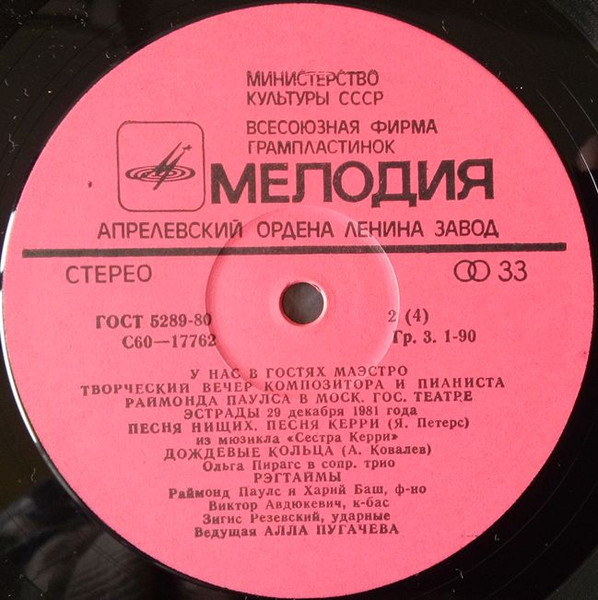 МИНИСТЕРСТВО
КУЛЬТУРЫ СССР
ВСЕСОЮЗНАЯ ФИРМА
ГРАМПЛАСТИНОК
МЕЛОДИЯ
АПРЕЛЕВСКИЙ ОРДЕНА ЛЕНИНА ЗАВОД
СТЕРЕО 33
ГОСТ 5289-80 2 (4)
С60—17762 Гр. 3. 1-90
У НАС В ГОСТЯХ МАЭСТРО
ТВОРЧЕСКИЙ ВЕЧЕР КОМПОЗИТОРА И ПИАНИСТА
РАЙМОНДА ПАУЛСА В МОСК. ГОС. ТЕАТРЕ
ЭСТРАДЫ 29 декабря 1981 года
ПЕСНЯ НИЩИХ. ПЕСНЯ КЕРРИ (Я. Петерс)
из мюзикла «Сестра Керри»
ДОЖДЕВЫЕ КОЛЬЦА (А. Ковалев)
Ольга Пирагс в сопр. трио
РЭГТАЙМЫ
Раймонд Паулс и Харий Баш, ф-но
Виктор Авдюкевич, к-бас
Зигис Резевский, ударные
Ведущая АЛЛА ПУГАЧЕВА